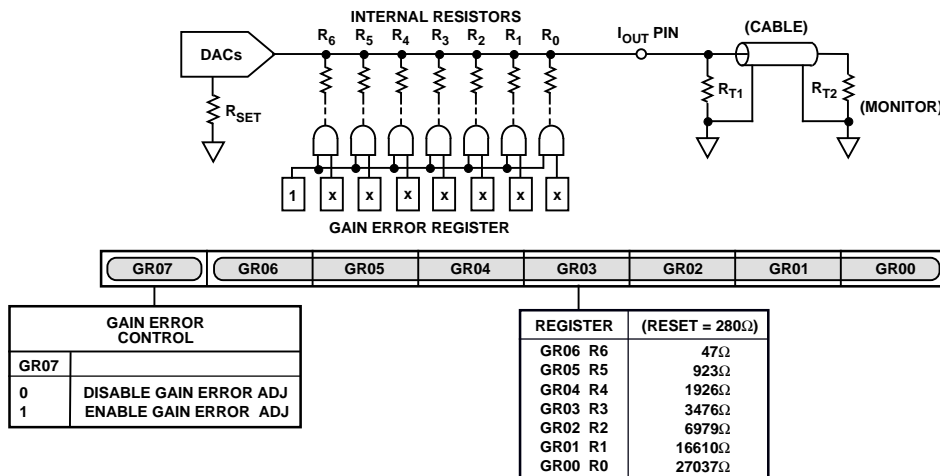 INTERNAL RESISTORS
R6 R5 R4 R3 R2 R1 R0
IOUT PIN
(CABLE)
DACs
RSET
RT1
RT2
(MONITOR)
1 x x x x x x x
GAIN ERROR REGISTER
GR07 GR06 GR05 GR04 GR03 GR02 GR01 GR00
GAIN ERROR
CONTROL
GR07
0 DISABLE GAIN ERROR ADJ
1 ENABLE GAIN ERROR ADJ
REGISTER (RESET = 280Ω)
GR06 R6 47Ω
GR05 R5 923Ω
GR04 R4 1926Ω
GR03 R3 3476Ω
GR02 R2 6979Ω
GR01 R1 16610Ω
GR00 R0 27037Ω